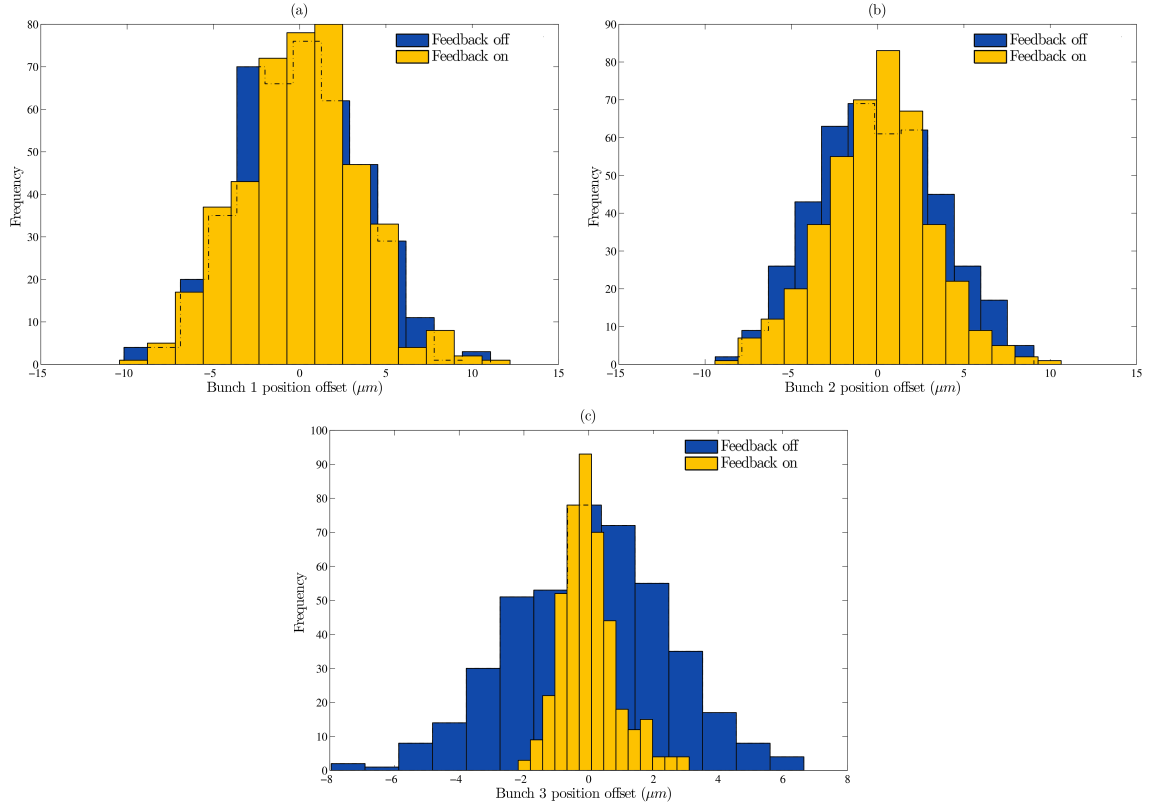 (a)
80
70
60
50
40
30
20
10
0
Frequency
Feedback off
Feedback on
−15 −10 −5 0 5 10 15
Bunch 1 position offset (μm)
(b)
90
80
70
60
50
40
30
20
10
0
Frequency
Feedback off
Feedback on
−15 −10 −5 0 5 10 15
Bunch 2 position offset (μm)
(c)
100
90
80
70
60
50
40
30
20
10
0
Frequency
Feedback off
Feedback on
−8 −6 −4 −2 0 2 4 6 8
Bunch 3 position offset (μm)